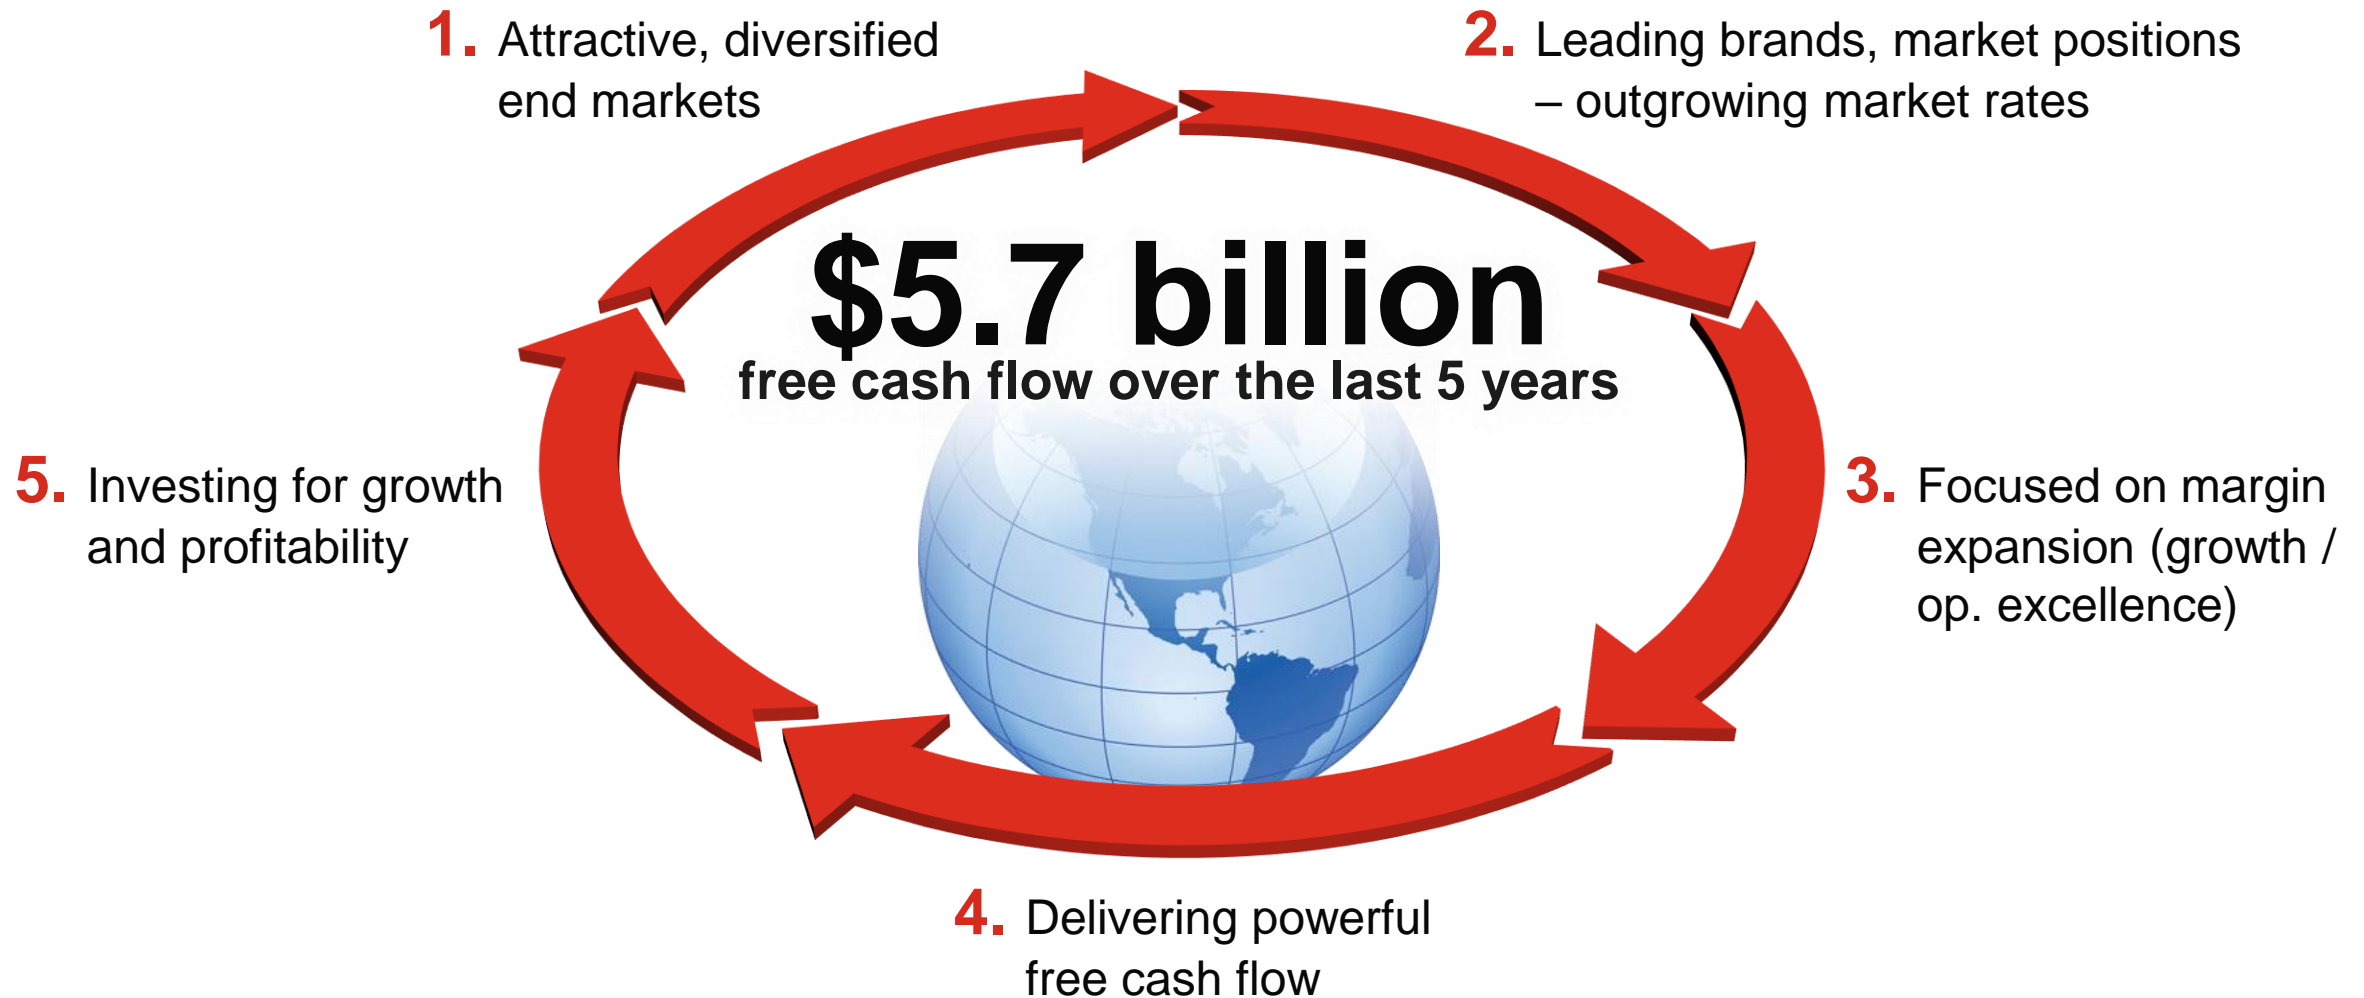 1. Attractive, diversified
end markets
2. Leading brands, market positions
– outgrowing market rates
$5.7 billion
free cash flow over the last 5 years
3. Focused on margin
expansion (growth /
op. excellence)
4. Delivering powerful
free cash flow
5. Investing for growth
and profitability